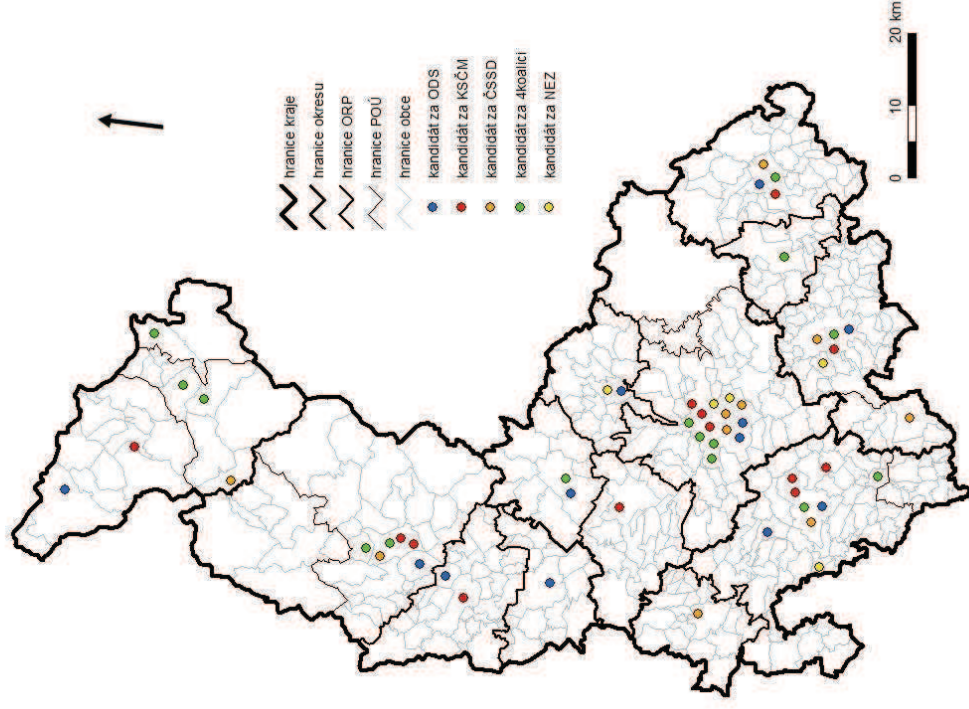 hranice kraje
hranice okresu
hranice ORP
hranice POÚ
hranice obce
kandidát za ODS
kandidát za KSČM
kandidát za ČSSD
kandidát za 4koalici
kandidát za NEZ
0 10 20 km